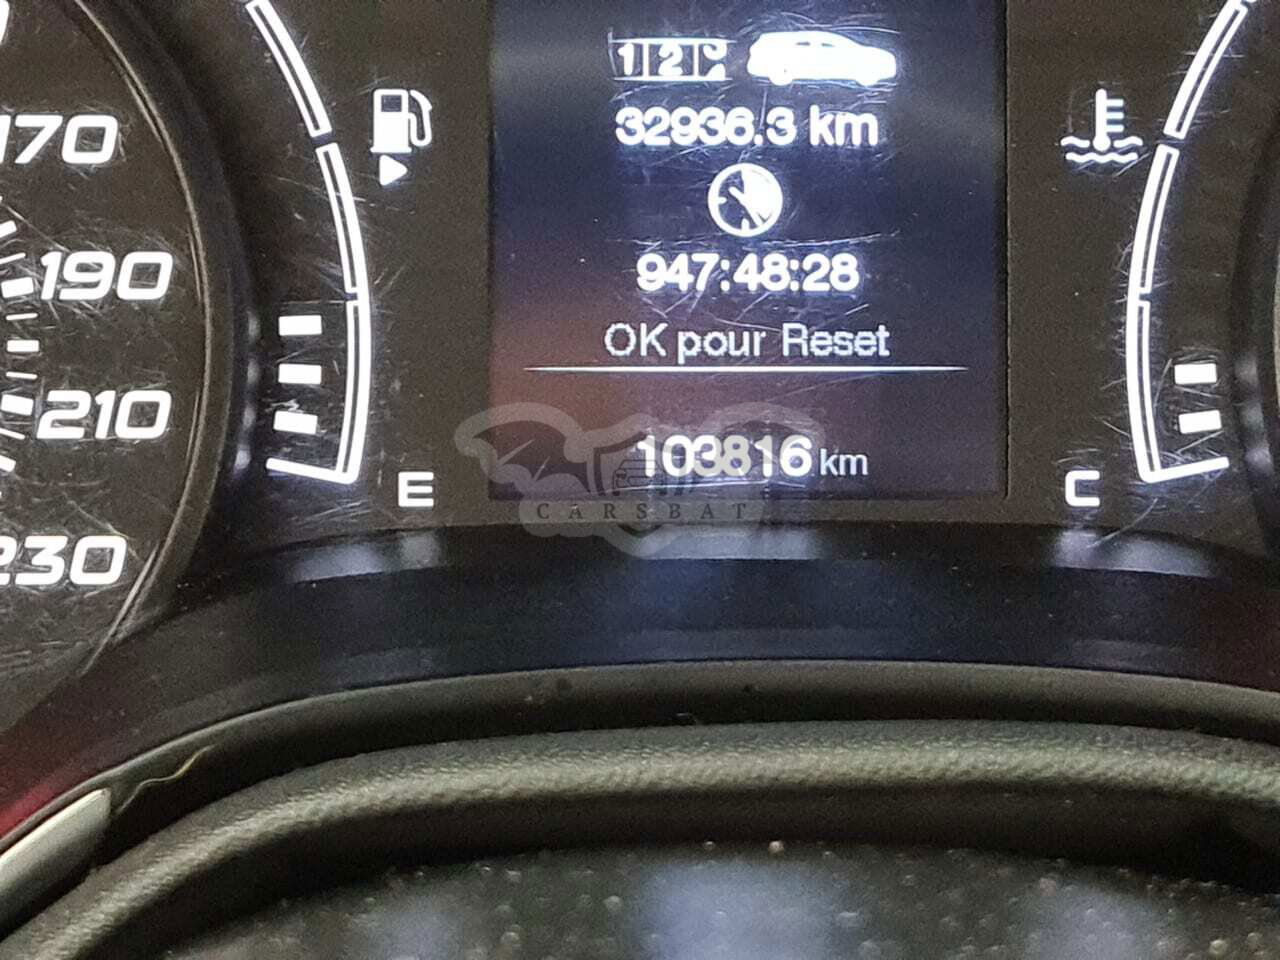 32936.3 km
947:48:28
OK pour Reset
103816 km
170
190
210
230
E
C
CARSBAT